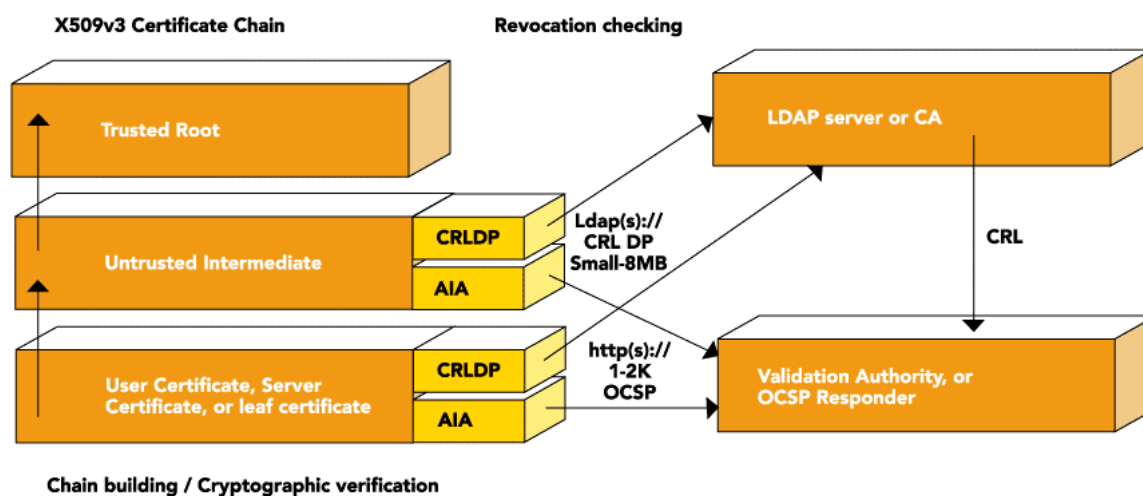 X509v3 Certificate Chain
Revocation checking
Trusted Root
LDAP server or CA
Untrusted Intermediate
CRLDP
AIA
Ldap(s)://
CRL DP
Small-8MB
CRL
User Certificate, Server
Certificate, or leaf certificate
CRLDP
AIA
http(s)://
1-2K
OCSP
Validation Authority, or
OCSP Responder
Chain building / Cryptographic verification